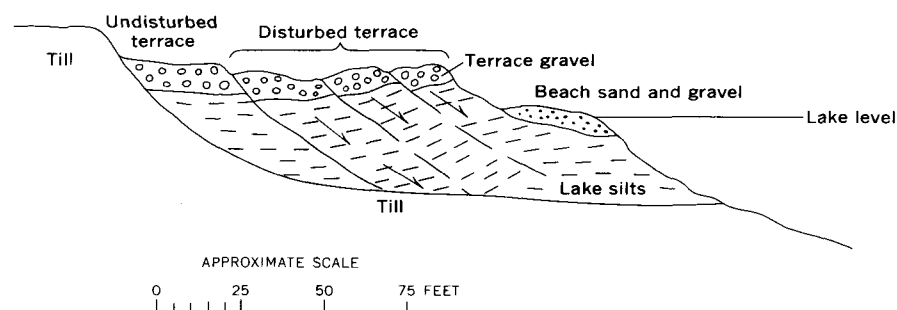 Undisturbed
terrace
Disturbed terrace
Till
Terrace gravel
Beach sand and gravel
Lake level
Lake silts
Till
APPROXIMATE SCALE
0 25 50 75 FEET